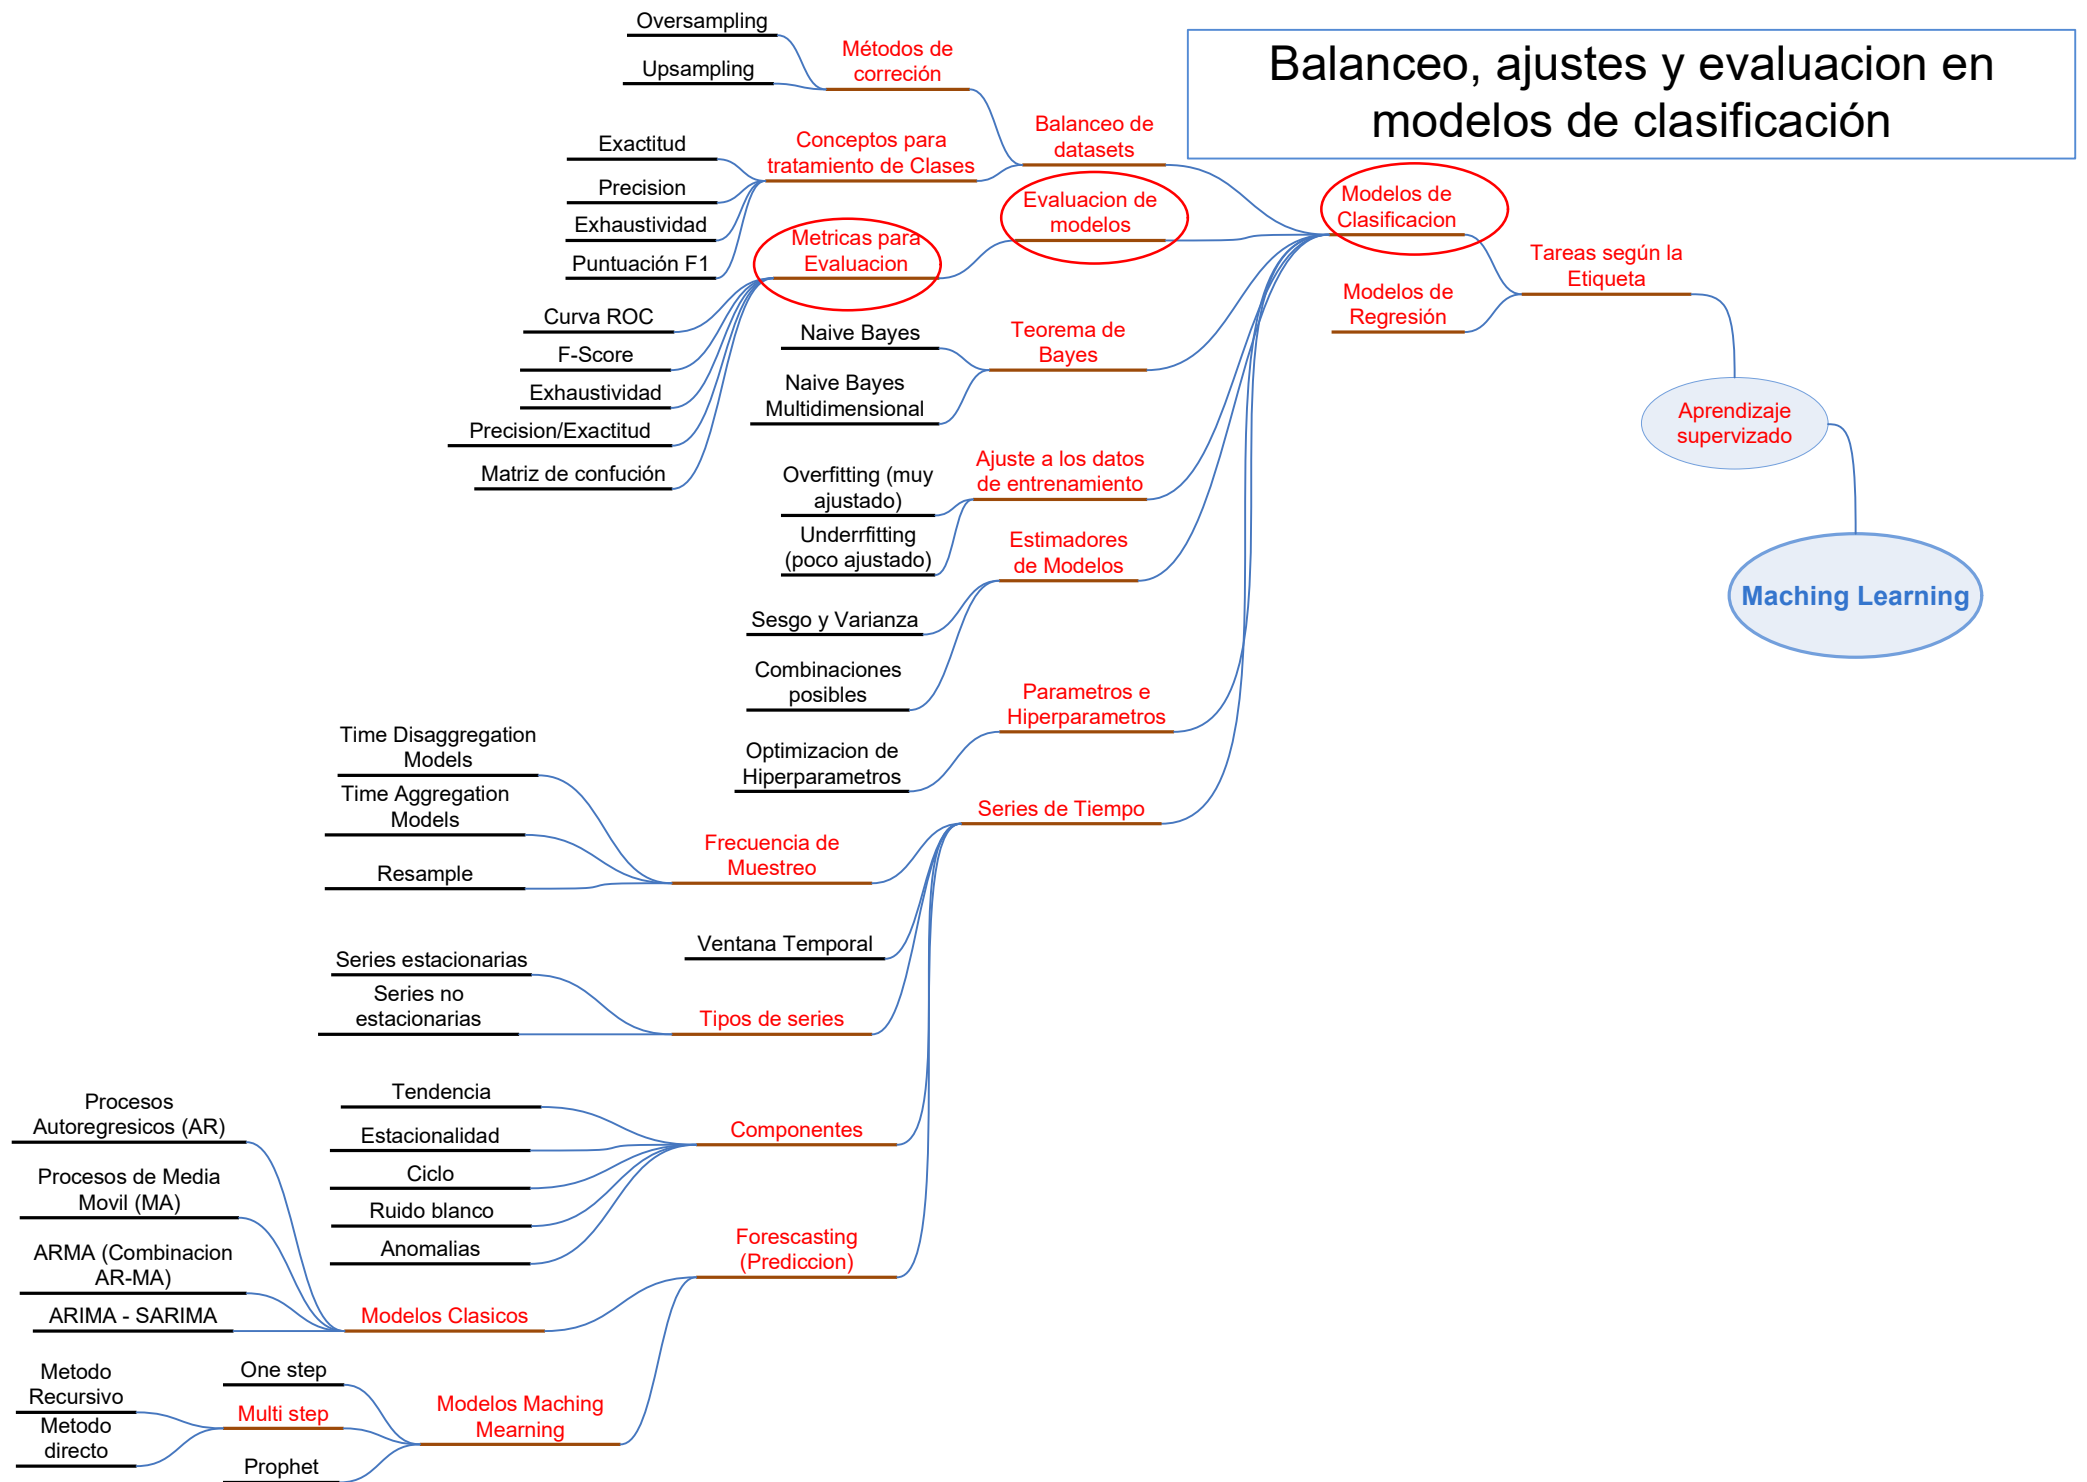 Balanceo, ajustes y evaluacion en
modelos de clasificación
Oversampling
Upsampling
Métodos de
correción
Exactitud
Precision
Exhaustividad
Puntuación F1
Conceptos para
tratamiento de Clases
Balanceo de
datasets
Evaluacion de
modelos
Metricas para
Evaluacion
Curva ROC
F-Score
Exhaustividad
Precision/Exactitud
Matriz de confución
Modelos de
Clasificacion
Modelos de
Regresión
Tareas según la
Etiqueta
Aprendizaje
supervizado
Maching Learning
Naive Bayes
Naive Bayes
Multidimensional
Teorema de
Bayes
Overfitting (muy
ajustado)
Underrfitting
(poco ajustado)
Ajuste a los datos
de entrenamiento
Estimadores
de Modelos
Sesgo y Varianza
Combinaciones
posibles
Parametros e
Hiperparametros
Optimizacion de
Hiperparametros
Series de Tiempo
Time Disaggregation
Models
Time Aggregation
Models
Resample
Frecuencia de
Muestreo
Ventana Temporal
Series estacionarias
Series no
estacionarias
Tipos de series
Tendencia
Estacionalidad
Ciclo
Ruido blanco
Anomalias
Componentes
Forescasting
(Prediccion)
Procesos
Autoregresicos (AR)
Procesos de Media
Movil (MA)
ARMA (Combinacion
AR-MA)
ARIMA - SARIMA
Modelos Clasicos
Metodo
Recursivo
Metodo
directo
One step
Multi step
Prophet
Modelos Maching
Mearning